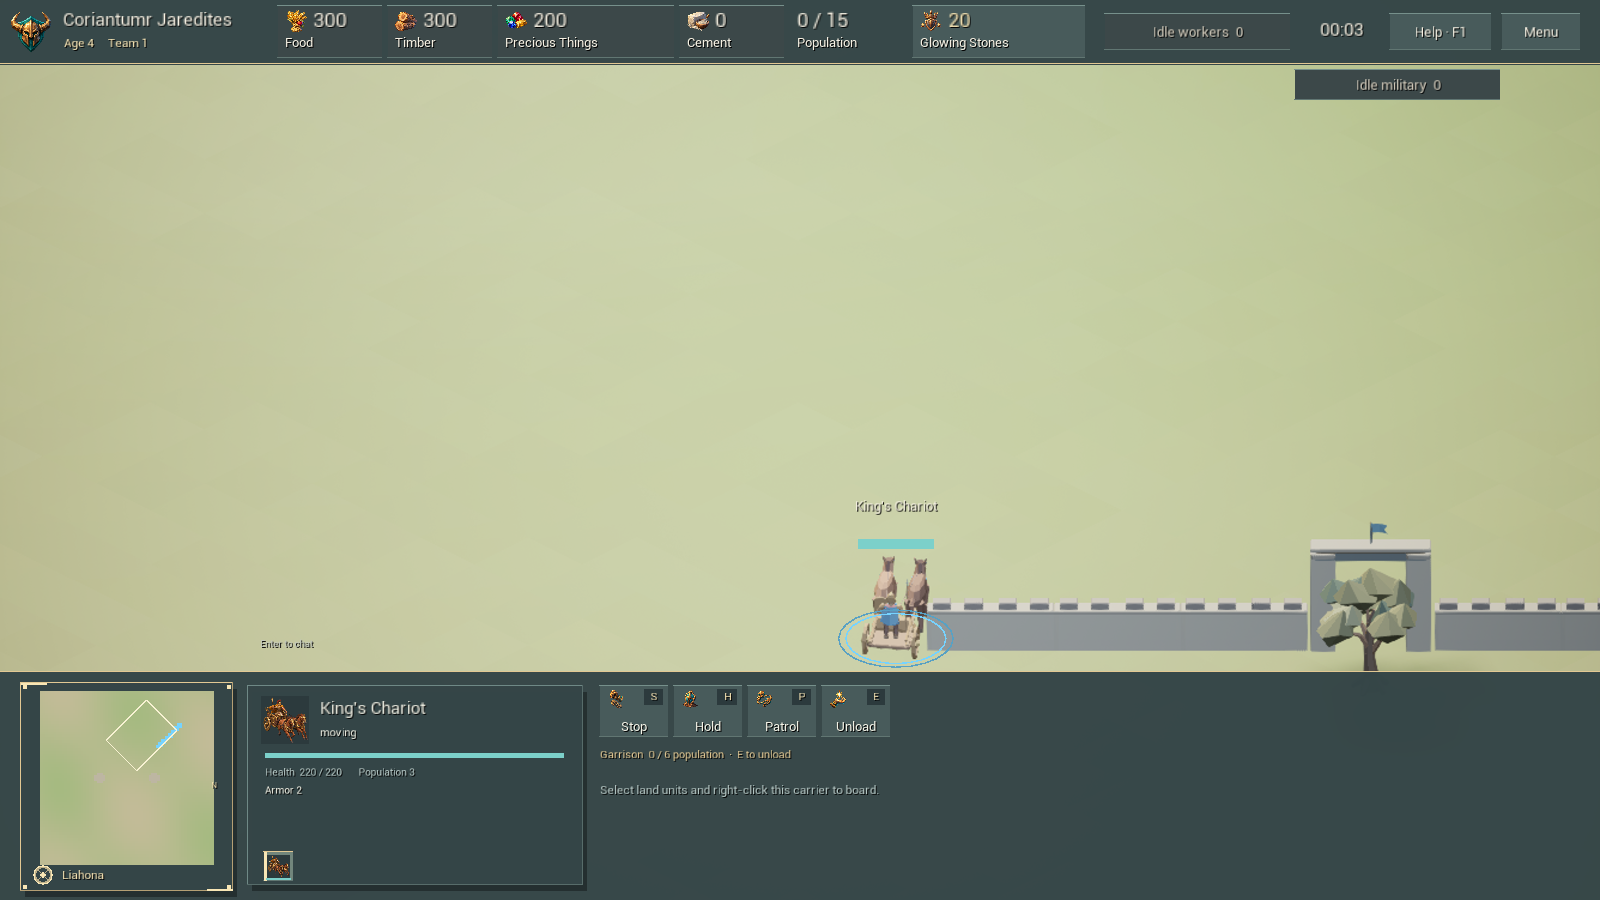 Coriantumr Jaredites
Age 4 Team 1
300
Food
300
Timber
200
Precious Things
0
Cement
0 / 15
Population
20
Glowing Stones
Idle workers 0
00:03
Help · F1
Menu
Idle military 0
King's Chariot
Enter to chat
N
Liahona
King's Chariot
moving
Health 220 / 220 Population 3
Armor 2
S
Stop
H
Hold
P
Patrol
E
Unload
Garrison 0 / 6 population · E to unload
Select land units and right-click this carrier to board.